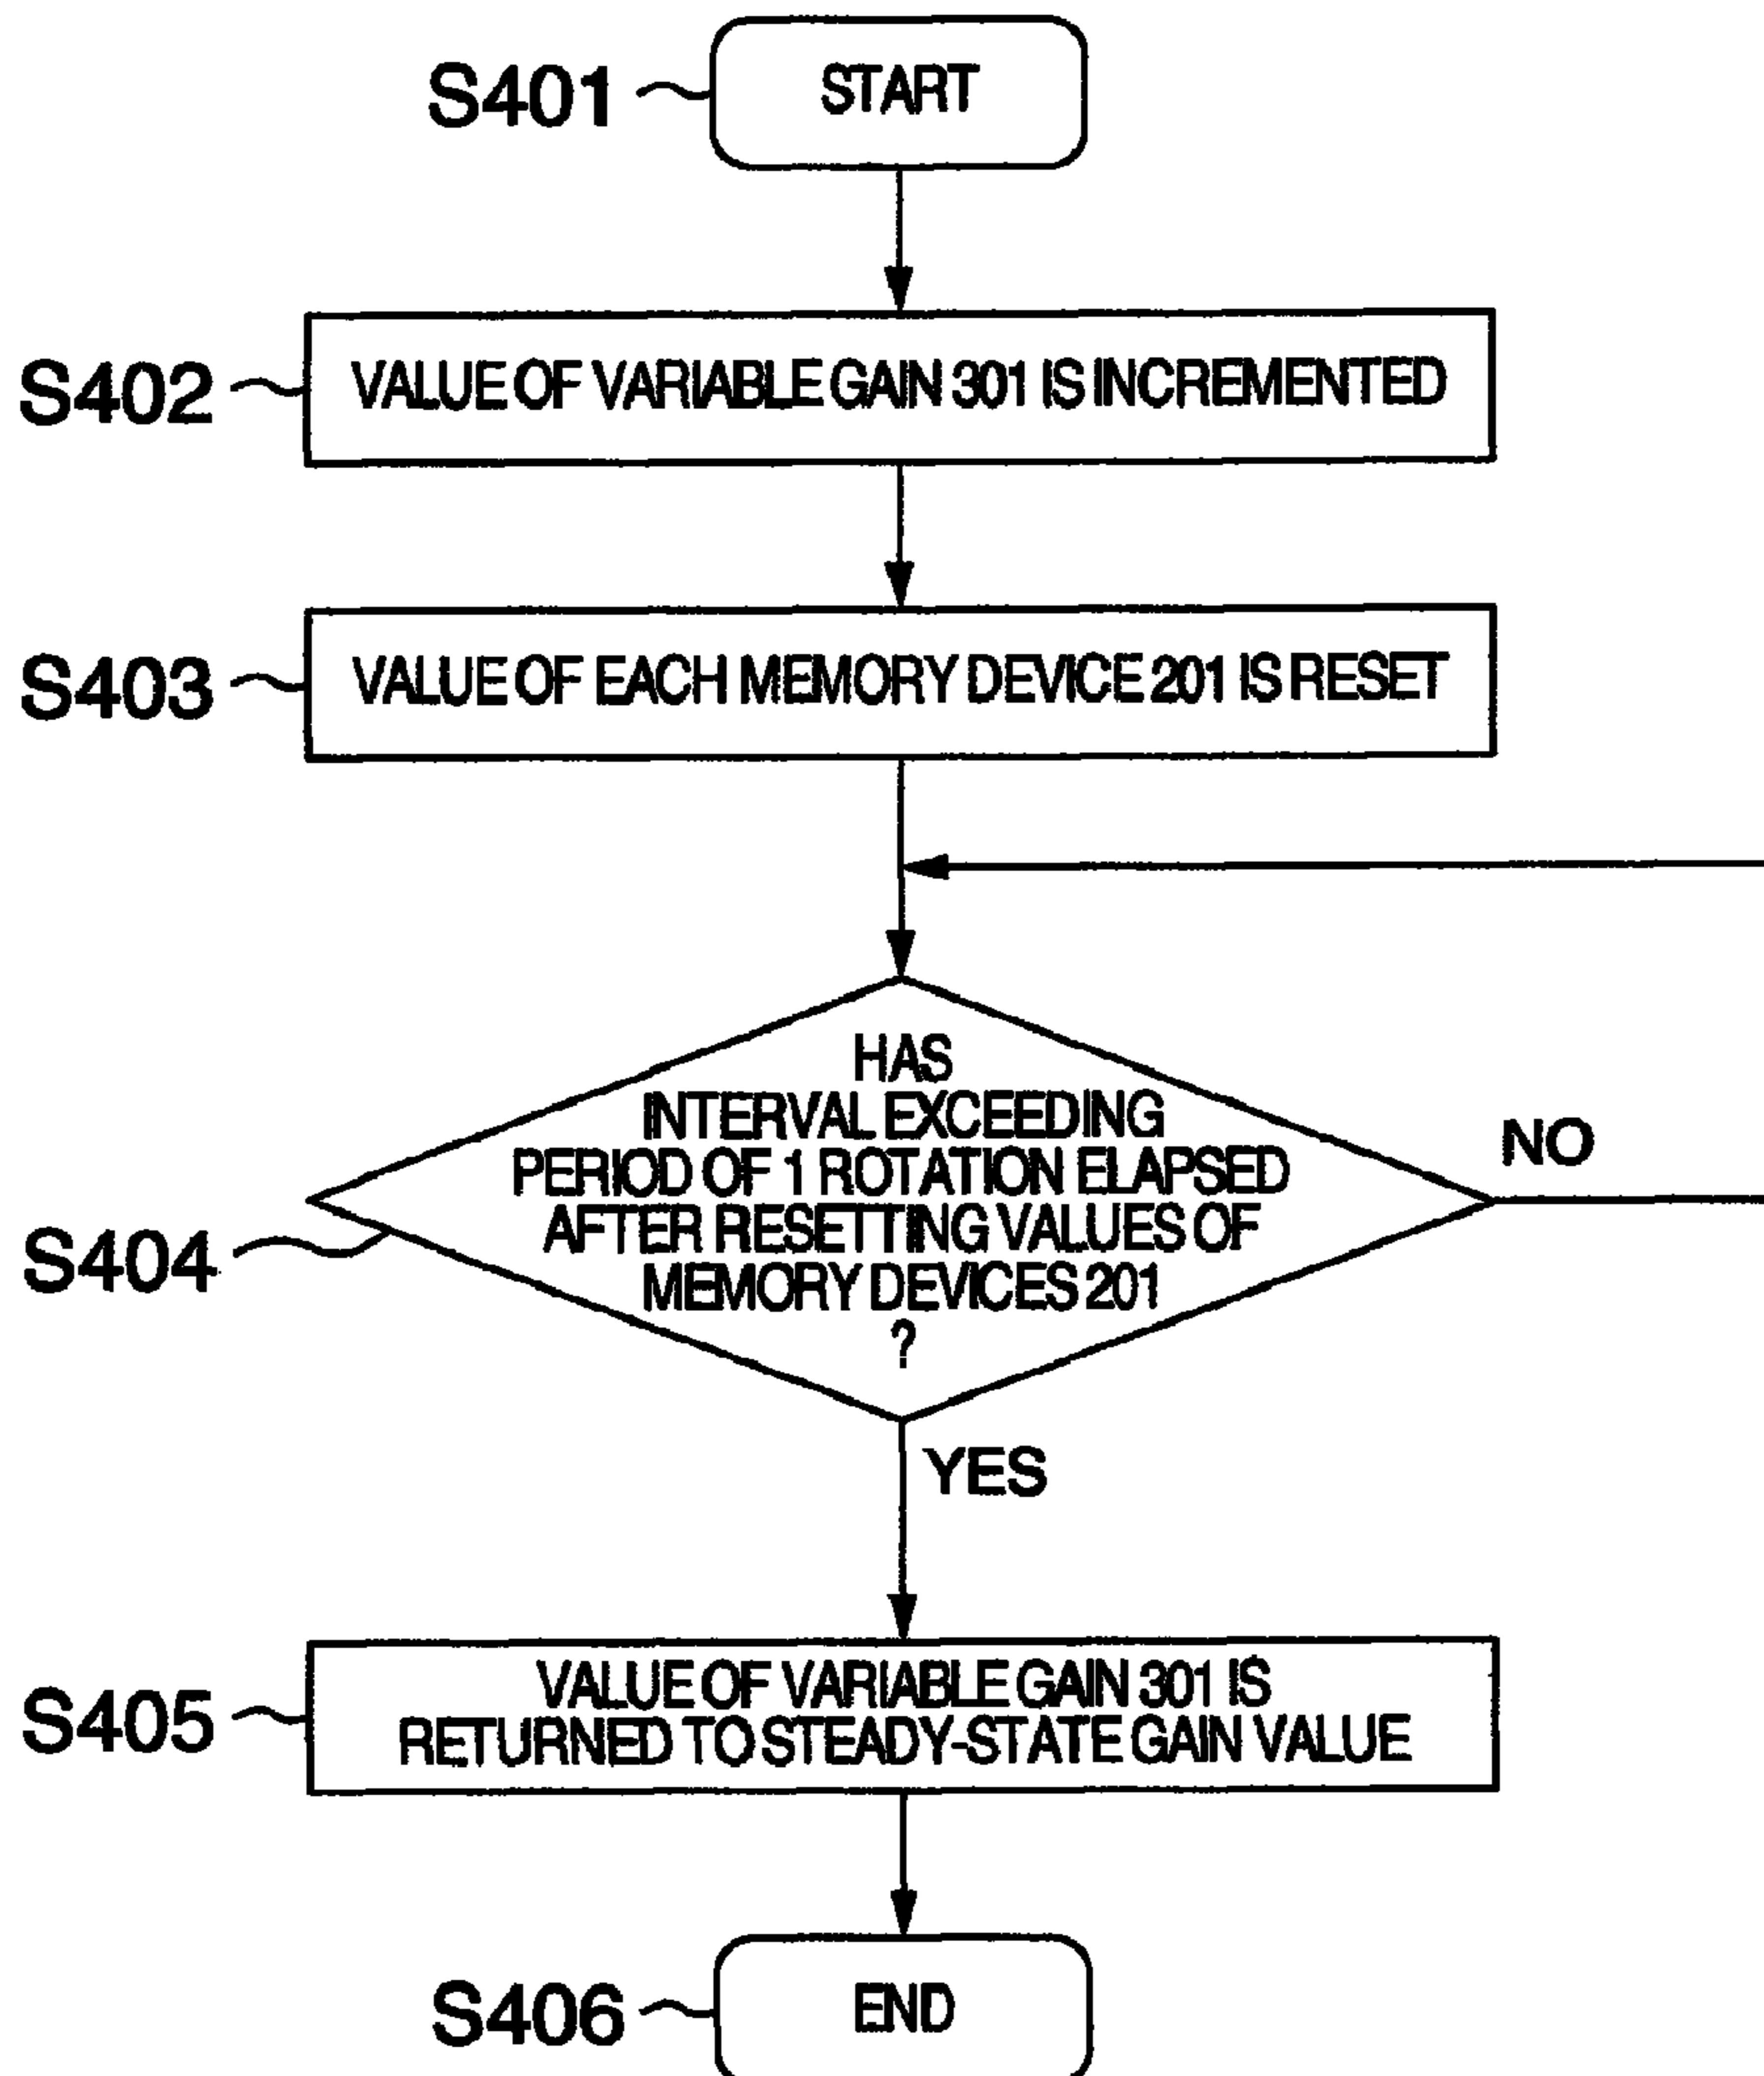 S401
START
S402
VALUE OF VARIABLE GAIN 301 IS INCREMENTED
S403
VALUE OF EACH MEMORY DEVICE 201 IS RESET
S404
HAS
INTERVAL EXCEEDING
PERIOD OF 1 ROTATION ELAPSED
AFTER RESETTING VALUES OF
MEMORY DEVICES 201
?
NO
YES
S405
VALUE OF VARIABLE GAIN 301 IS
RETURNED TO STEADY-STATE GAIN VALUE
S406
END